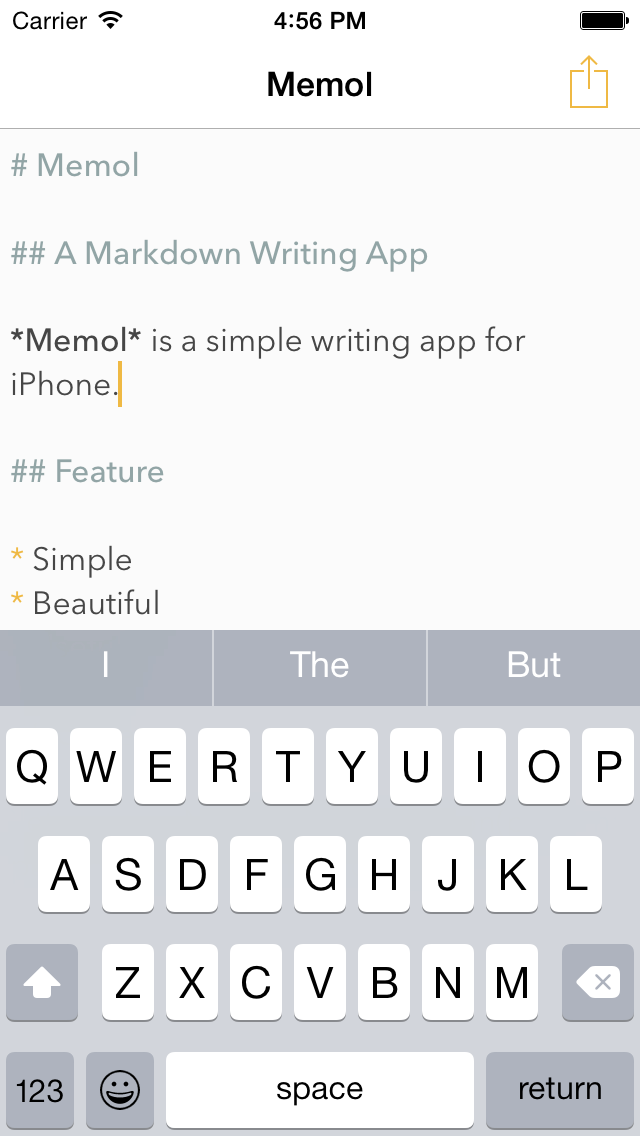 Carrier 4:56 PM
Memol
# Memol
## A Markdown Writing App
*Memol* is a simple writing app for
iPhone.
## Feature
* Simple
* Beautiful
I The But
Q W E R T Y U I O P
A S D F G H J K L
Z X C V B N M
123 space return